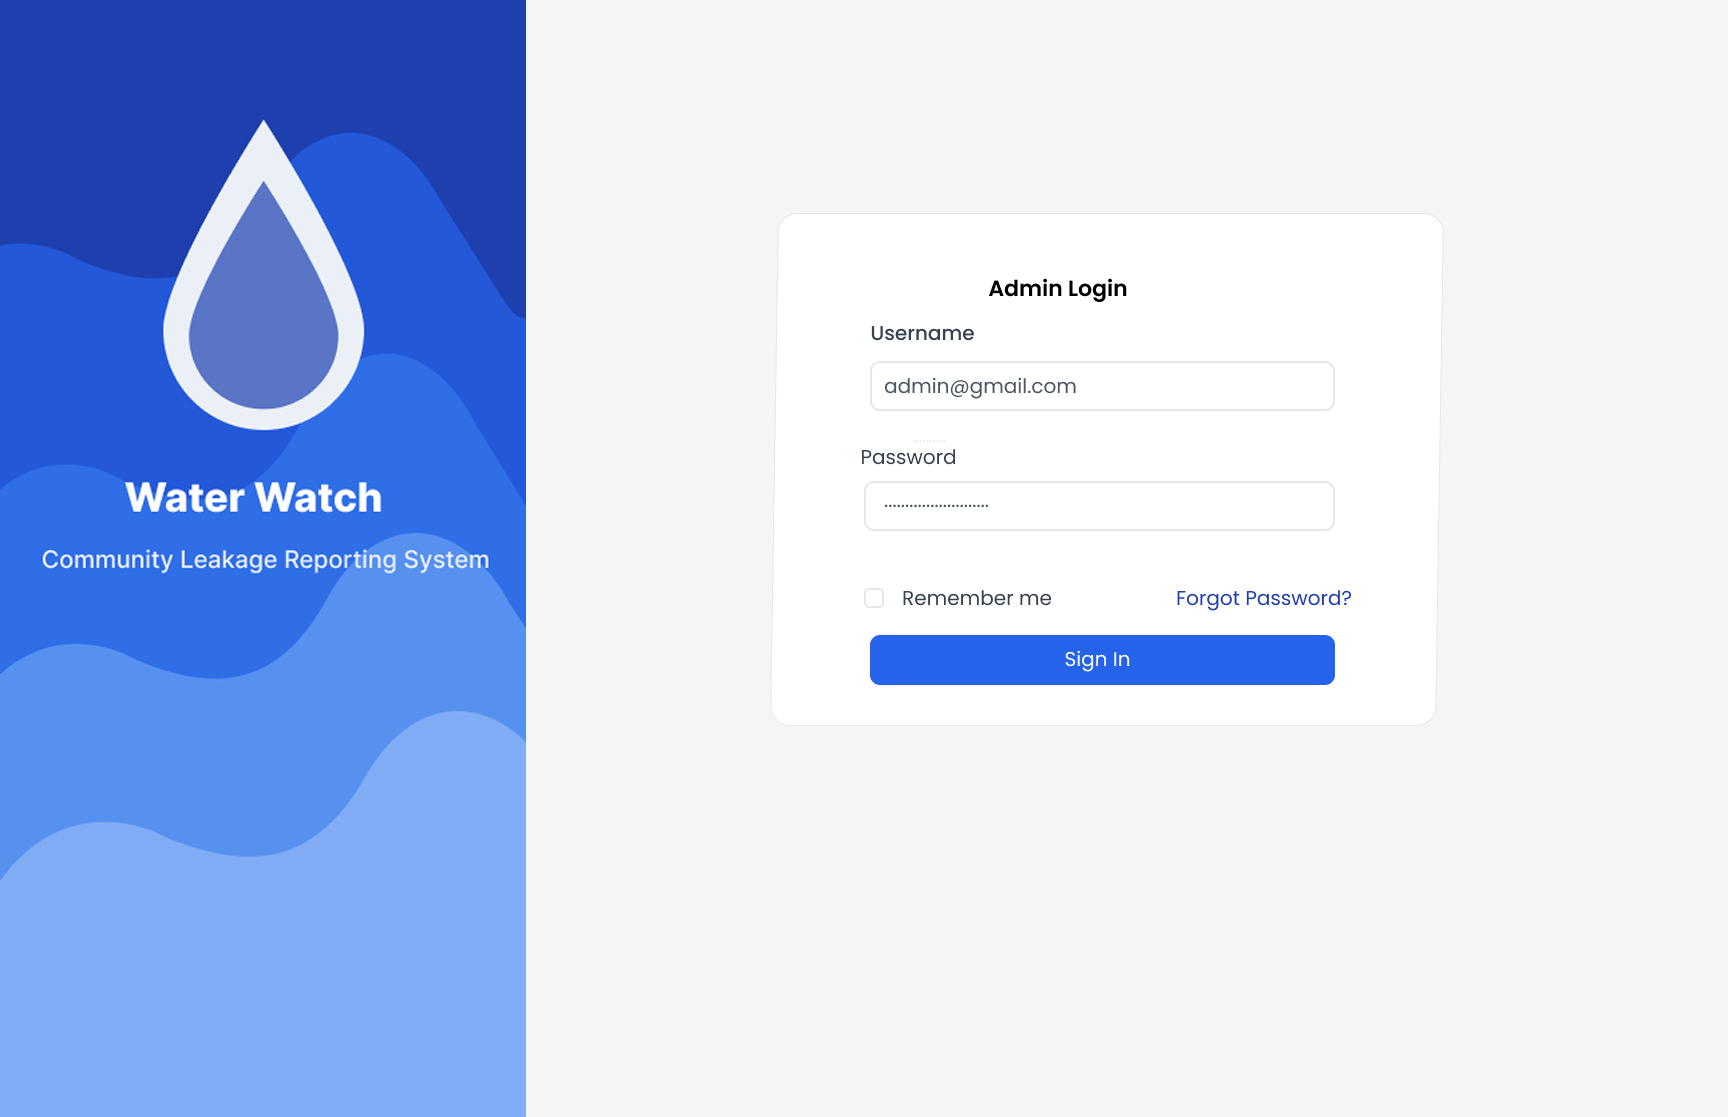 Water Watch
Community Leakage Reporting System
Admin Login
Username
admin@gmail.com
Password
Remember me
Forgot Password?
Sign In